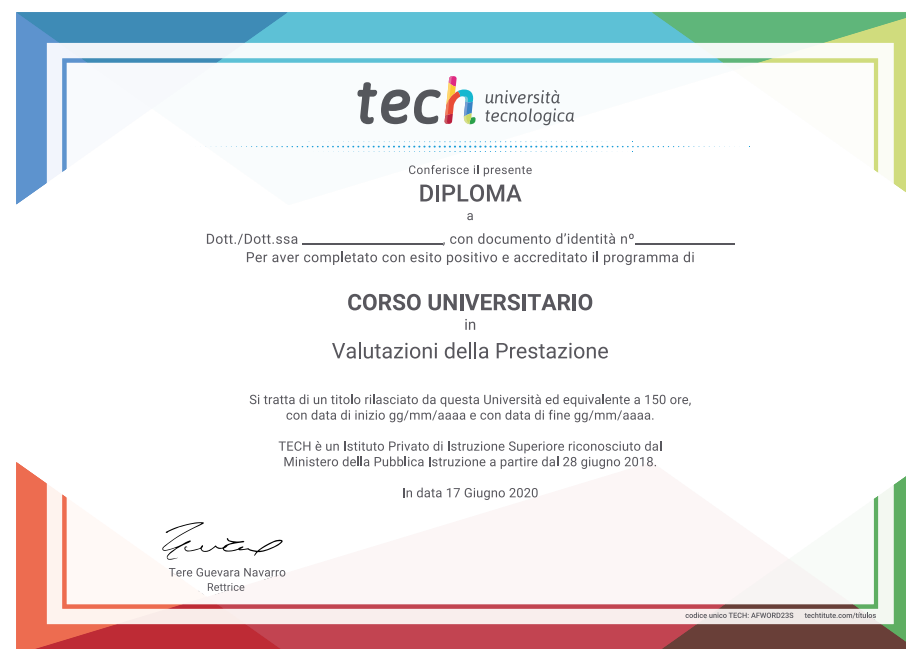 tech università
tecnologica
Conferisce il presente
DIPLOMA
a
Dott./Dott.ssa ____________________, con documento d'identità nº______________
Per aver completato con esito positivo e accreditato il programma di
CORSO UNIVERSITARIO
in
Valutazioni della Prestazione
Si tratta di un titolo rilasciato da questa Università ed equivalente a 150 ore,
con data di inizio gg/mm/aaaa e con data di fine gg/mm/aaaa.
TECH è un Istituto Privato di Istruzione Superiore riconosciuto dal
Ministero della Pubblica Istruzione a partire dal 28 giugno 2018.
In data 17 Giugno 2020
Tere Guevara Navarro
Rettrice
codice unico TECH: AFWORD23S techtitute.com/títulos